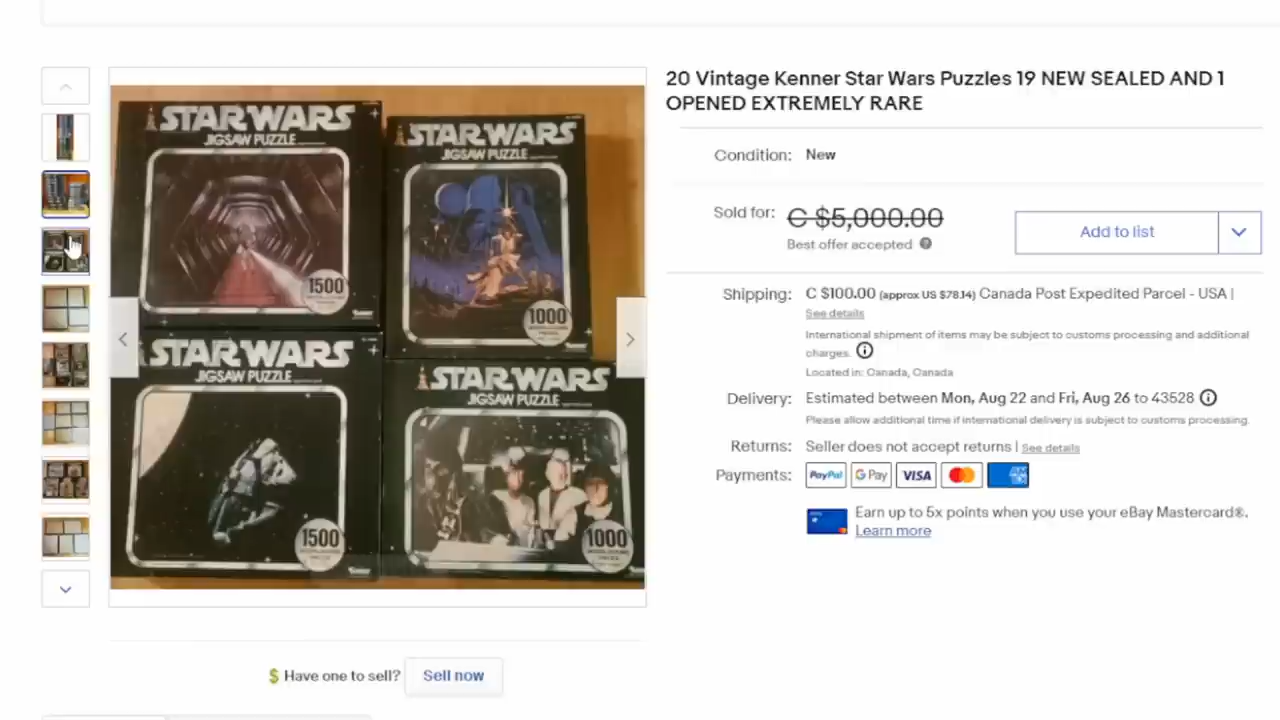 20 Vintage Kenner Star Wars Puzzles 19 NEW SEALED AND 1
OPENED EXTREMELY RARE
Condition: New
Sold for: C $5,000.00
Best offer accepted
Add to list
Shipping: C $100.00 (approx US $78.14) Canada Post Expedited Parcel - USA |
See details
International shipment of items may be subject to customs processing and additional
charges.
Located in: Canada, Canada
Delivery: Estimated between Mon, Aug 22 and Fri, Aug 26 to 43528
Please allow additional time if international delivery is subject to customs processing.
Returns: Seller does not accept returns | See details
Payments: PayPal G Pay VISA
Earn up to 5x points when you use your eBay Mastercard®.
Learn more
STAR WARS
JIGSAW PUZZLE
1500
Kenner
STAR WARS
JIGSAW PUZZLE
1000
Kenner
STAR WARS
JIGSAW PUZZLE
1500
Kenner
STAR WARS
JIGSAW PUZZLE
1000
$ Have one to sell? Sell now